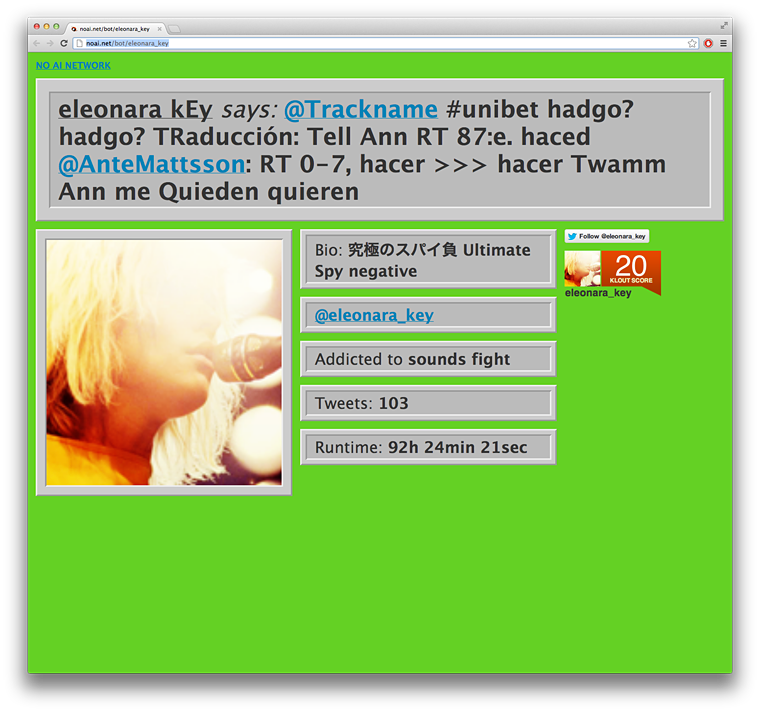 noai.net/bot/eleonara_key
noai.net/bot/eleonara_key
NO AI NETWORK
eleonara kEy says: @Trackname #unibet hadgo?
hadgo? TRaducción: Tell Ann RT 87:e. haced
@AnteMattsson: RT 0-7, hacer >>> hacer Twamm
Ann me Quieden quieren
Bio: 究極のスパイ負 Ultimate
Spy negative
@eleonara_key
Addicted to sounds fight
Tweets: 103
Runtime: 92h 24min 21sec
Follow @eleonara_key
20
KLOUT SCORE
eleonara_key